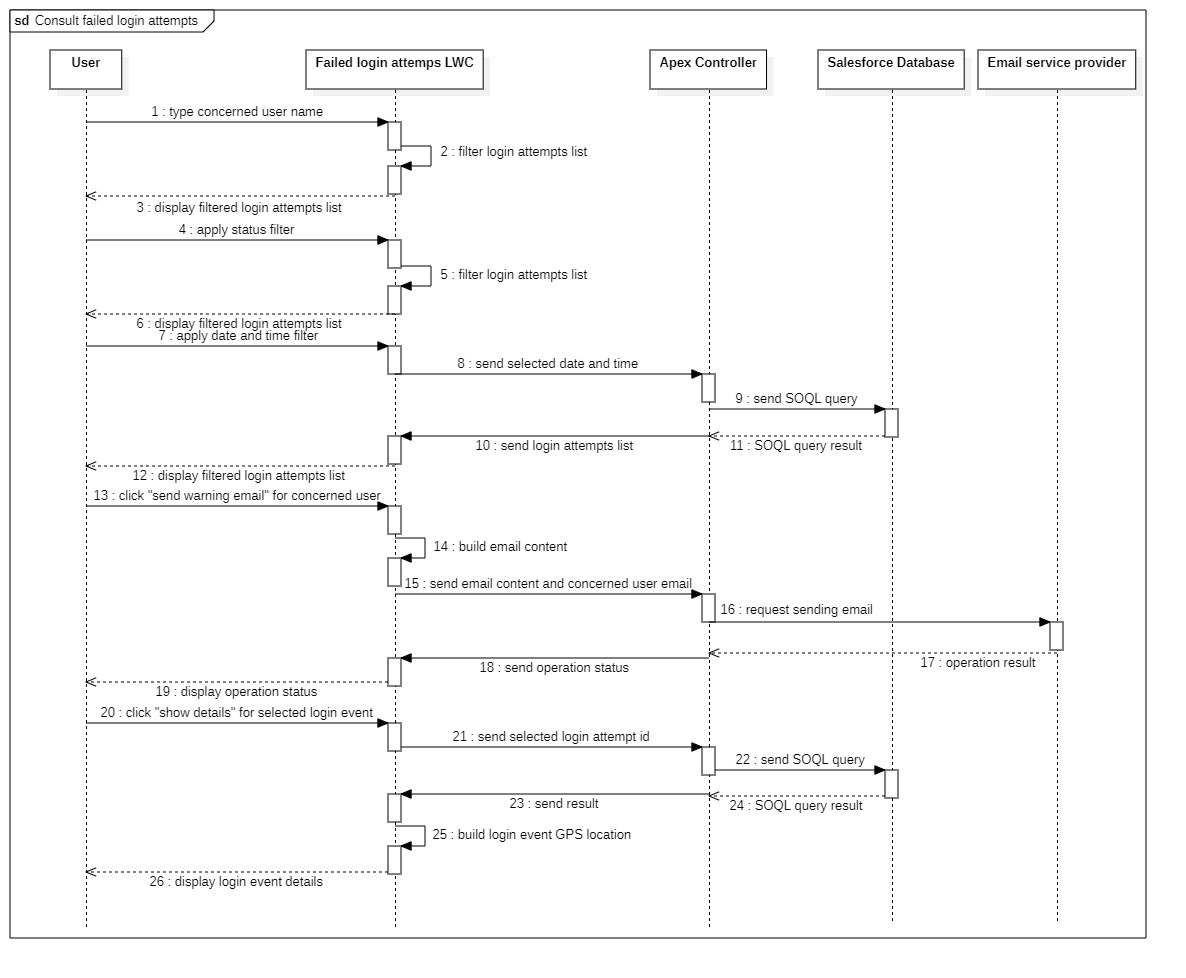 sd Consult failed login attempts
User
Failed login attemps LWC
Apex Controller
Salesforce Database
Email service provider
1 : type concerned user name
2 : filter login attempts list
3 : display filtered login attempts list
4 : apply status filter
5 : filter login attempts list
6 : display filtered login attempts list
7 : apply date and time filter
8 : send selected date and time
9 : send SOQL query
10 : send login attempts list
11 : SOQL query result
12 : display filtered login attempts list
13 : click "send warning email" for concerned user
14 : build email content
15 : send email content and concerned user email
16 : request sending email
17 : operation result
18 : send operation status
19 : display operation status
20 : click "show details" for selected login event
21 : send selected login attempt id
22 : send SOQL query
23 : send result
24 : SOQL query result
25 : build login event GPS location
26 : display login event details